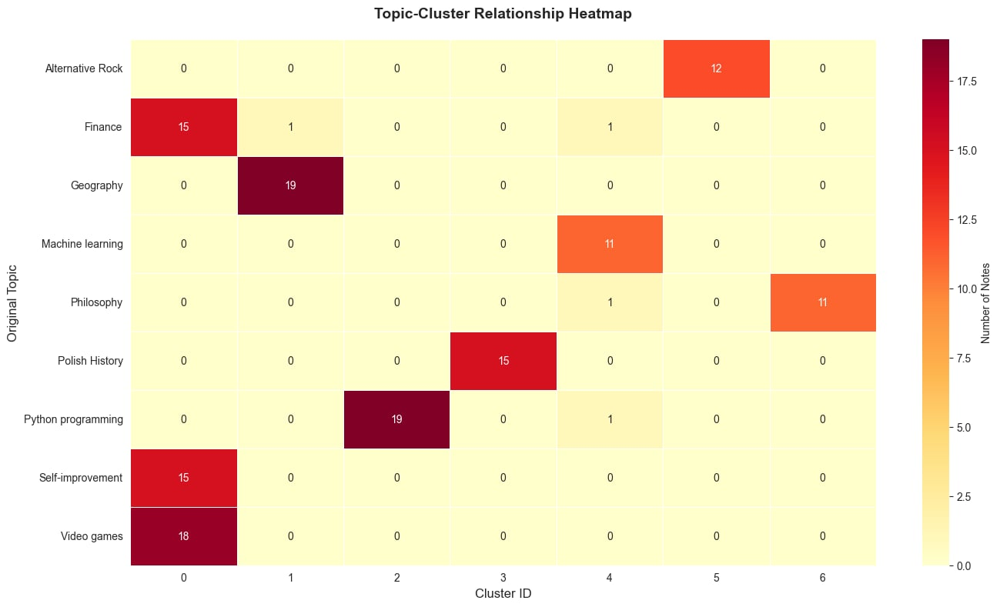 Topic-Cluster Relationship Heatmap
Original Topic
Alternative Rock 0 0 0 0 0 12 0
Finance 15 1 0 0 1 0 0
Geography 0 19 0 0 0 0 0
Machine learning 0 0 0 0 11 0 0
Philosophy 0 0 0 0 1 0 11
Polish History 0 0 0 15 0 0 0
Python programming 0 0 19 0 1 0 0
Self-improvement 15 0 0 0 0 0 0
Video games 18 0 0 0 0 0 0
0 1 2 3 4 5 6
Cluster ID
17.5
15.0
12.5
10.0
7.5
5.0
2.5
0.0
Number of Notes